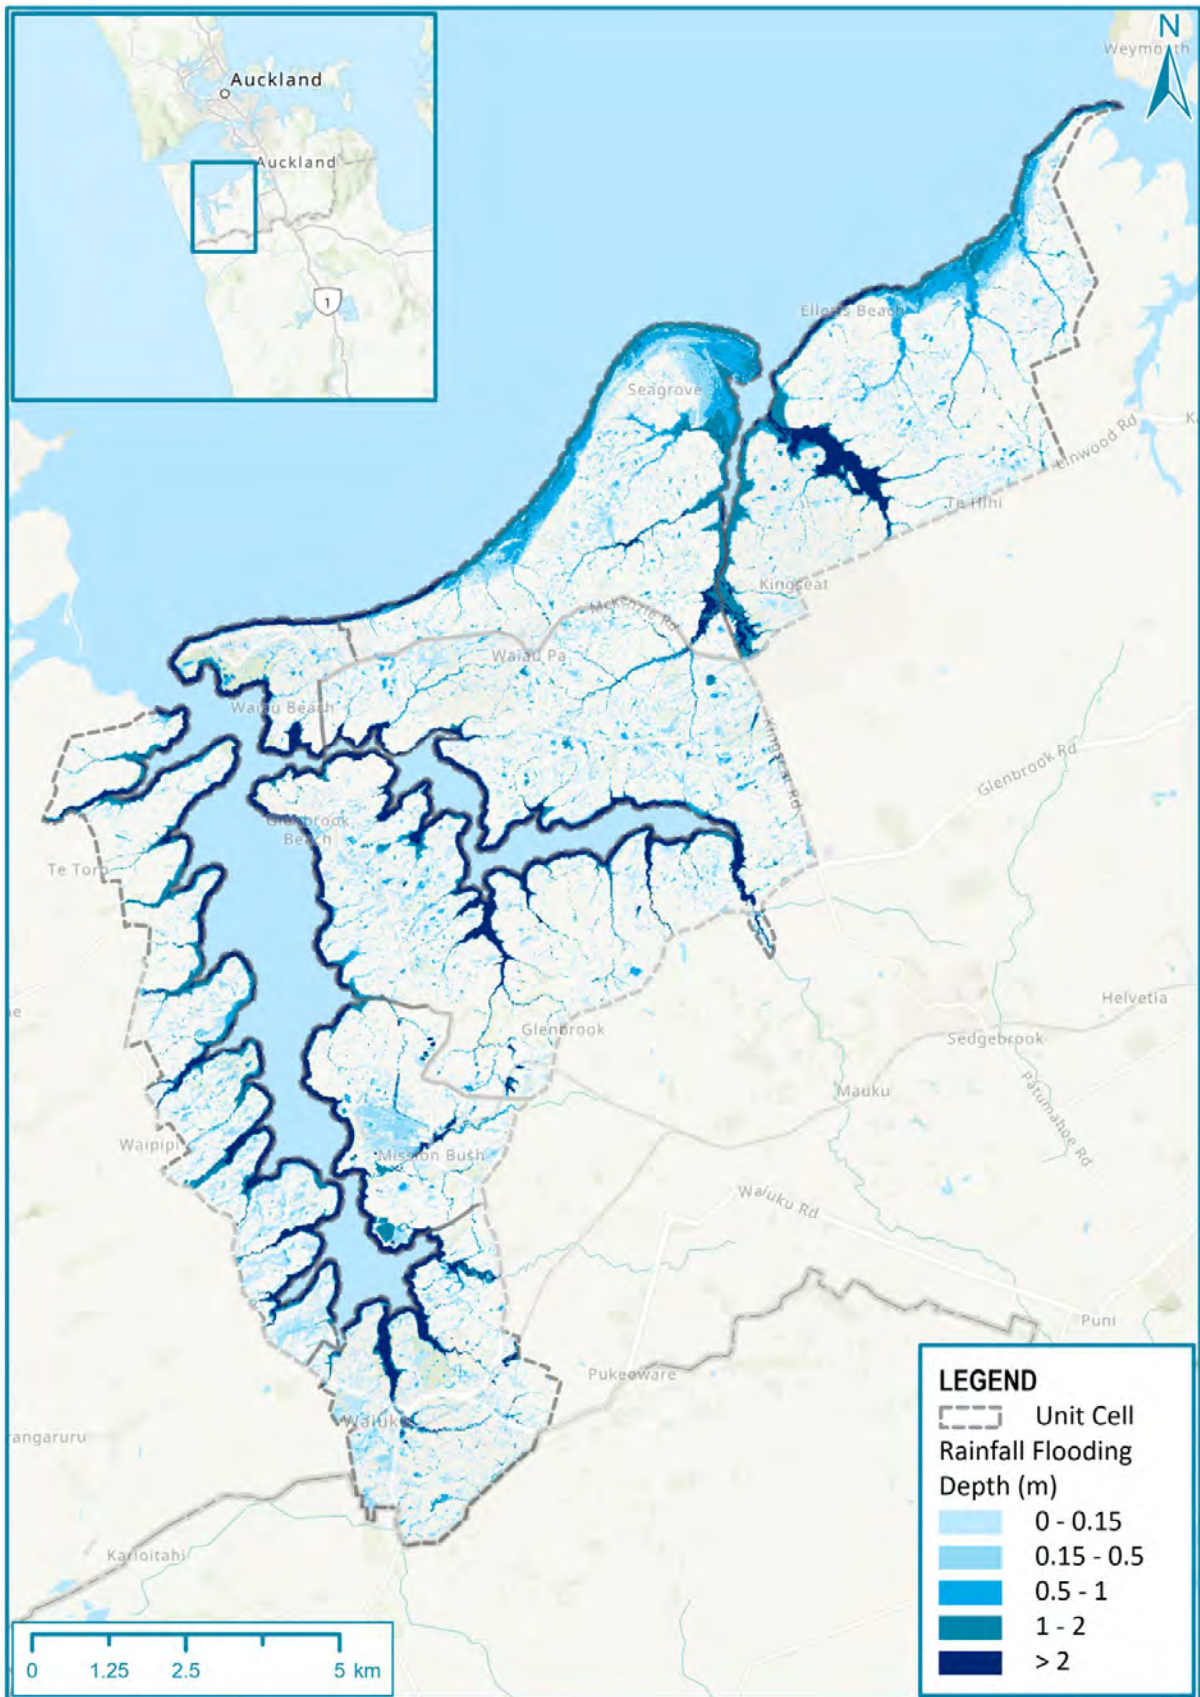 N
Weymouth
Auckland
Auckland
1
Elletts Beach
Seagrove
Linwood Rd
Te Hihi
Kingseat
McKenzie Rd
Waiau Pa
Waiau Beach
Kingseat Rd
Glenbrook Rd
Glenbrook
Beach
Te Toro
Helvetia
Glenbrook
Sedgebrook
Mauku
Patumahoe Rd
Waipipi
Mission Bush
Waiuku Rd
Puni
Pukeoware
Waiuku
angaruru
Karioitahi
LEGEND
Unit Cell
Rainfall Flooding
Depth (m)
0 - 0.15
0.15 - 0.5
0.5 - 1
1 - 2
> 2
0 1.25 2.5 5 km